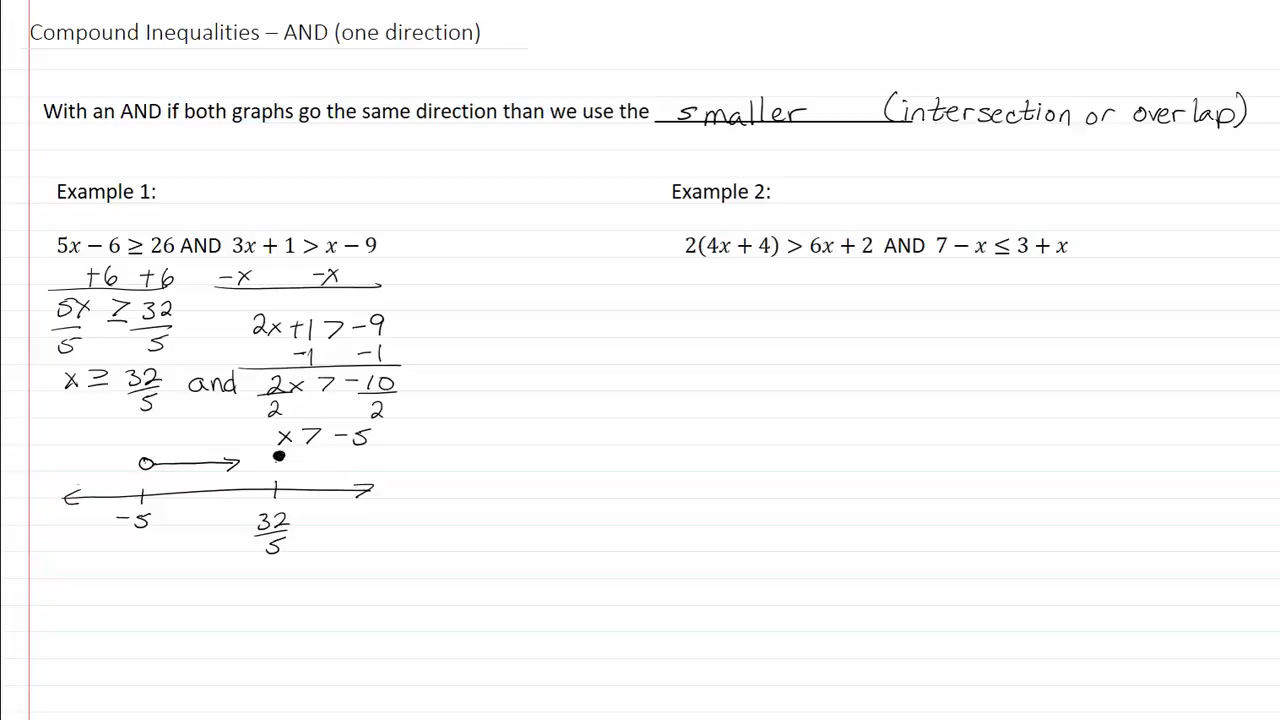 Compound Inequalities – AND (one direction)
With an AND if both graphs go the same direction than we use the smaller (intersection or overlap)
Example 1: Example 2:
5x − 6 ≥ 26 AND 3x + 1 > x − 9 2(4x + 4) > 6x + 2 AND 7 − x ≤ 3 + x
+6 +6 -x -x
5x ≥ 32
5 5
2x +1 > -9
-1 -1
x ≥ 32/5 and 2x > -10
2 2
x > -5
-5 32/5